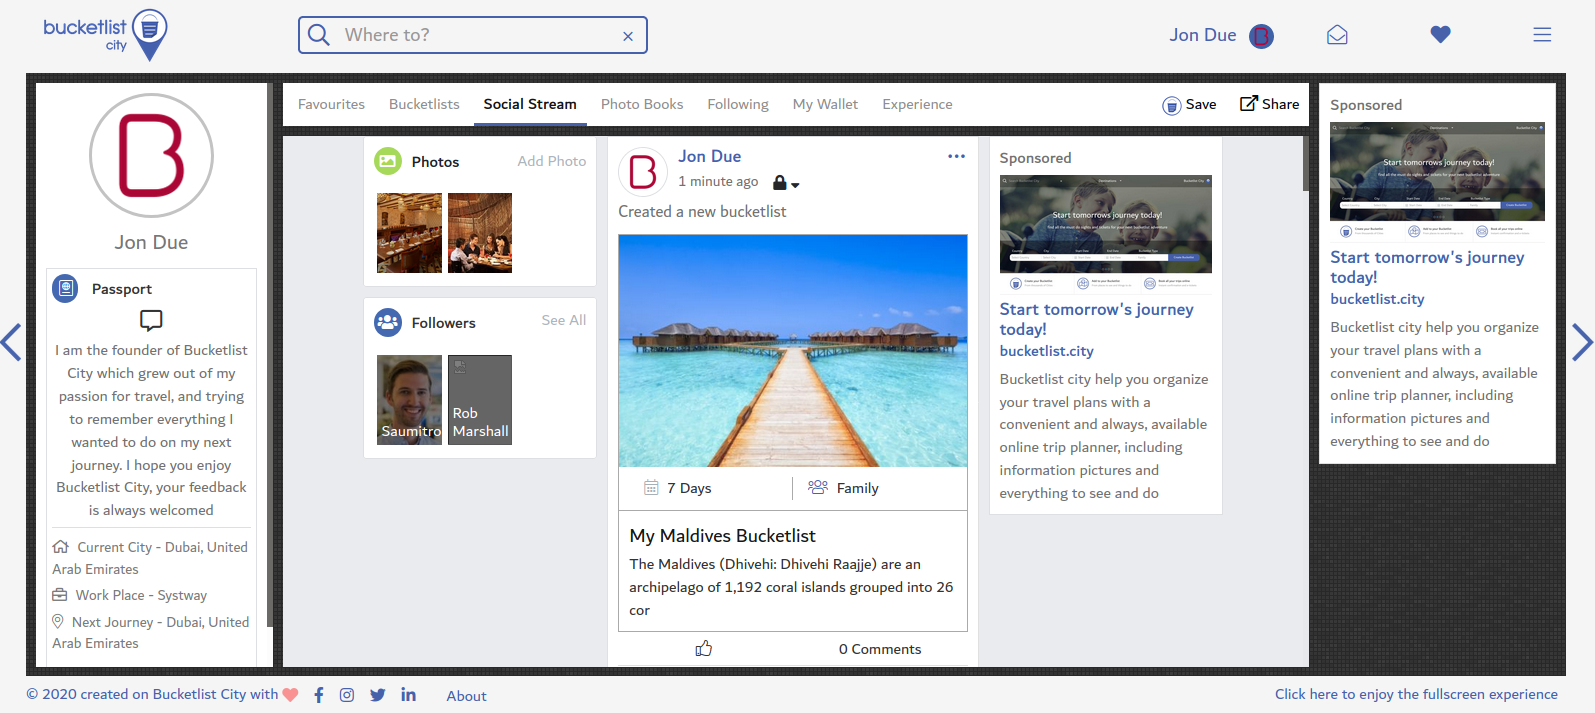 bucketlist
city
Where to?
Jon Due
Favourites Bucketlists Social Stream Photo Books Following My Wallet Experience Save Share
Jon Due
Passport
I am the founder of Bucketlist
City which grew out of my
passion for travel, and trying
to remember everything I
wanted to do on my next
journey. I hope you enjoy
Bucketlist City, your feedback
is always welcomed
Current City - Dubai, United
Arab Emirates
Work Place - Systway
Next Journey - Dubai, United
Arab Emirates
Photos Add Photo
Followers See All
Saumitro
Rob
Marshall
Jon Due
1 minute ago
Created a new bucketlist
7 Days Family
My Maldives Bucketlist
The Maldives (Dhivehi: Dhivehi Raajje) are an
archipelago of 1,192 coral islands grouped into 26
cor
0 Comments
Sponsored
Start tomorrows journey today!
Start tomorrow's journey
today!
bucketlist.city
Bucketlist city help you organize
your travel plans with a
convenient and always, available
online trip planner, including
information pictures and
everything to see and do
Sponsored
Start tomorrows journey today!
Start tomorrow's journey
today!
bucketlist.city
Bucketlist city help you organize
your travel plans with a
convenient and always, available
online trip planner, including
information pictures and
everything to see and do
© 2020 created on Bucketlist City with
About
Click here to enjoy the fullscreen experience